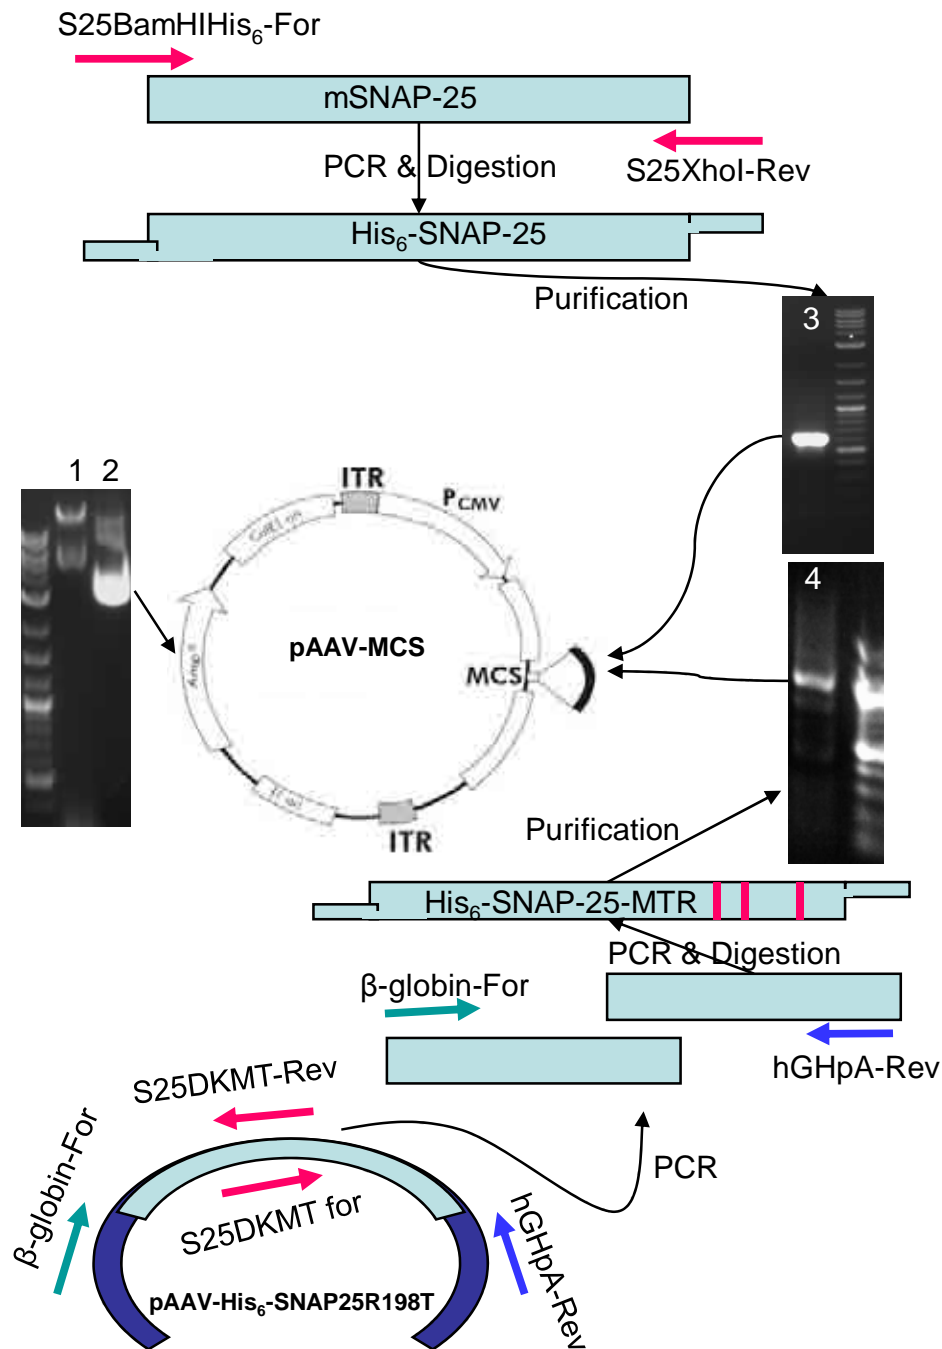 S25BamHIHis6-For
mSNAP-25
PCR & Digestion
S25XhoI-Rev
His6-SNAP-25
Purification
3
1 2
ITR
PCMV
4
pAAV-MCS
MCS
ITR
Purification
His6-SNAP-25-MTR
PCR & Digestion
β-globin-For
hGHpA-Rev
S25DKMT-Rev
PCR
β-globin-For
S25DKMT for
hGHpA-Rev
pAAV-His6-SNAP25R198T